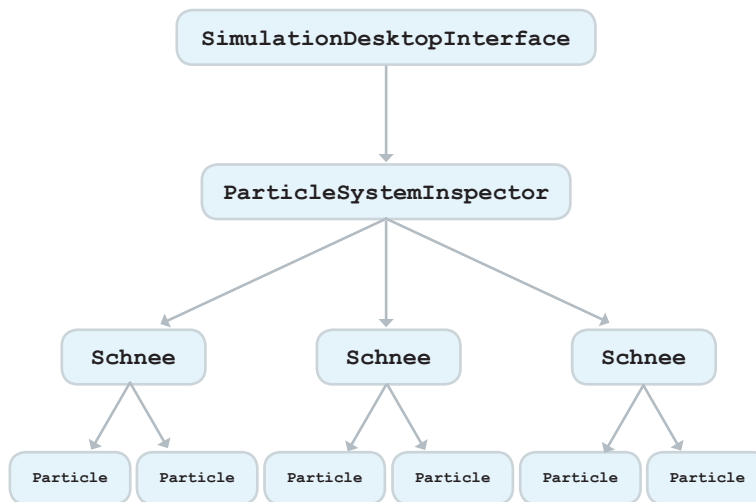 SimulationDesktopInterface
ParticleSystemInspector
Schnee Schnee Schnee
Particle Particle Particle Particle Particle Particle